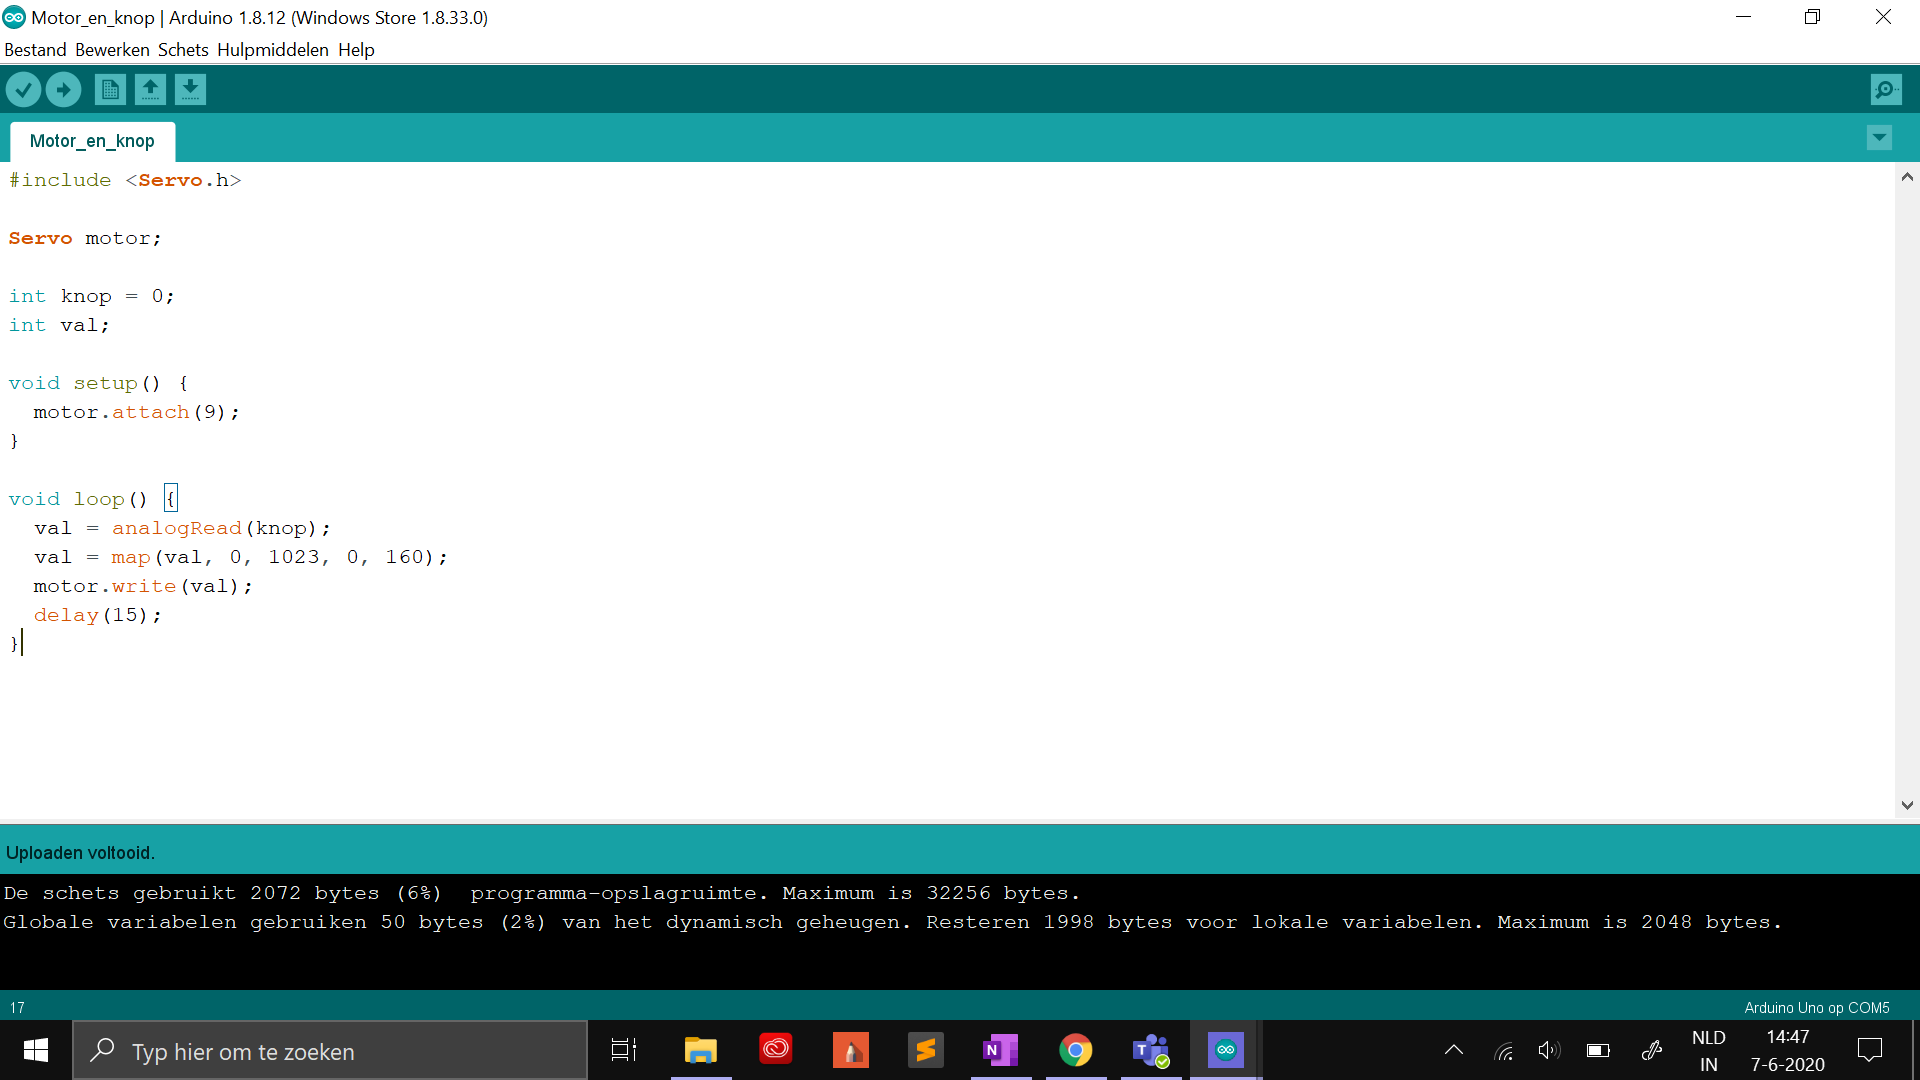 Motor_en_knop | Arduino 1.8.12 (Windows Store 1.8.33.0)
Bestand Bewerken Schets Hulpmiddelen Help
Motor_en_knop
#include <Servo.h>
Servo motor;
int knop = 0;
int val;
void setup() {
  motor.attach(9);
}
void loop() {
  val = analogRead(knop);
  val = map(val, 0, 1023, 0, 160);
  motor.write(val);
  delay(15);
}
Uploaden voltooid.
De schets gebruikt 2072 bytes (6%)  programma-opslagruimte. Maximum is 32256 bytes.
Globale variabelen gebruiken 50 bytes (2%) van het dynamisch geheugen. Resteren 1998 bytes voor lokale variabelen. Maximum is 2048 bytes.
17
Arduino Uno op COM5
Typ hier om te zoeken
N
T
NLD
IN
14:47
7-6-2020